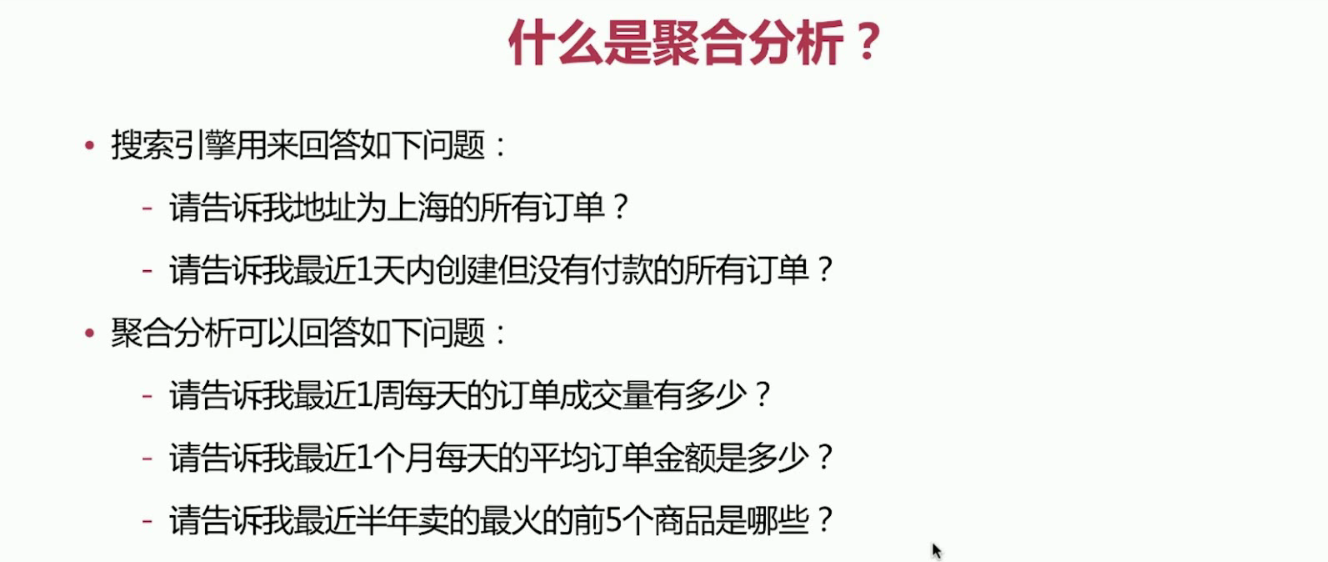 什么是聚合分析？
• 搜索引擎用来回答如下问题：
- 请告诉我地址为上海的所有订单？
- 请告诉我最近1天内创建但没有付款的所有订单？
• 聚合分析可以回答如下问题：
- 请告诉我最近1周每天的订单成交量有多少？
- 请告诉我最近1个月每天的平均订单金额是多少？
- 请告诉我最近半年卖的最火的前5个商品是哪些？